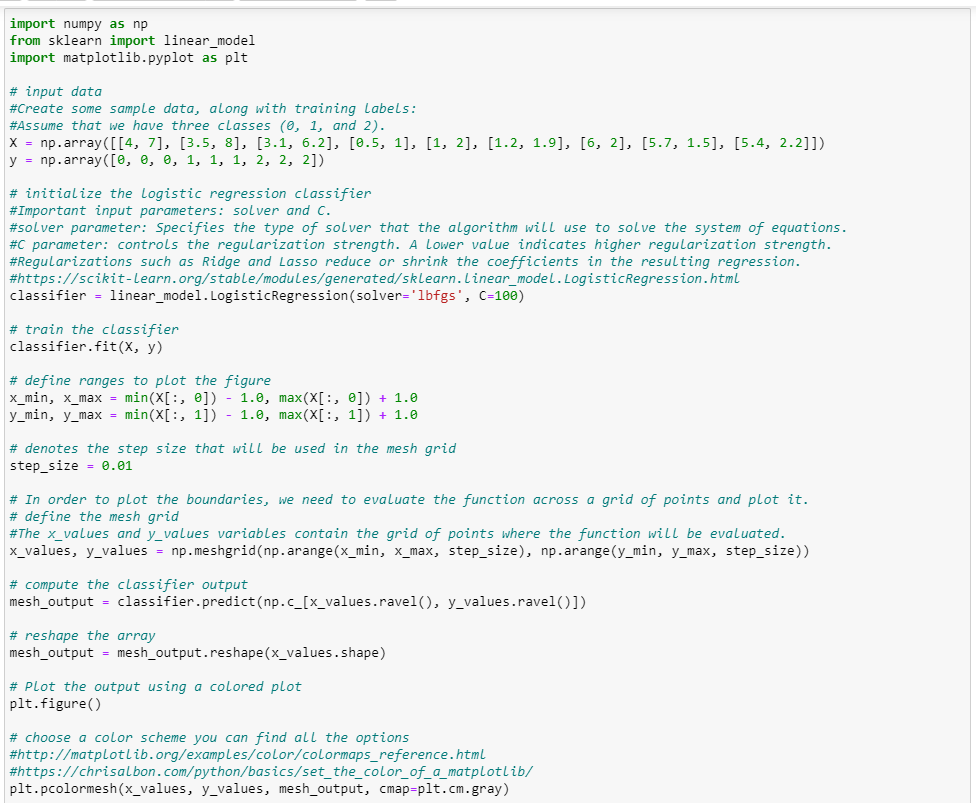 import numpy as np
from sklearn import linear_model
import matplotlib.pyplot as plt
# input data
#Create some sample data, along with training labels:
#Assume that we have three classes (0, 1, and 2).
X = np.array([[4, 7], [3.5, 8], [3.1, 6.2], [0.5, 1], [1, 2], [1.2, 1.9], [6, 2], [5.7, 1.5], [5.4, 2.2]])
y = np.array([0, 0, 0, 1, 1, 1, 2, 2, 2])
# initialize the logistic regression classifier
#Important input parameters: solver and C.
#solver parameter: Specifies the type of solver that the algorithm will use to solve the system of equations.
#C parameter: controls the regularization strength. A lower value indicates higher regularization strength.
#Regularizations such as Ridge and Lasso reduce or shrink the coefficients in the resulting regression.
#https://scikit-learn.org/stable/modules/generated/sklearn.linear_model.LogisticRegression.html
classifier = linear_model.LogisticRegression(solver='lbfgs', C=100)
# train the classifier
classifier.fit(X, y)
# define ranges to plot the figure
x_min, x_max = min(X[:, 0]) - 1.0, max(X[:, 0]) + 1.0
y_min, y_max = min(X[:, 1]) - 1.0, max(X[:, 1]) + 1.0
# denotes the step size that will be used in the mesh grid
step_size = 0.01
# In order to plot the boundaries, we need to evaluate the function across a grid of points and plot it.
# define the mesh grid
#The x_values and y_values variables contain the grid of points where the function will be evaluated.
x_values, y_values = np.meshgrid(np.arange(x_min, x_max, step_size), np.arange(y_min, y_max, step_size))
# compute the classifier output
mesh_output = classifier.predict(np.c_[x_values.ravel(), y_values.ravel()])
# reshape the array
mesh_output = mesh_output.reshape(x_values.shape)
# Plot the output using a colored plot
plt.figure()
# choose a color scheme you can find all the options
#http://matplotlib.org/examples/color/colormaps_reference.html
#https://chrisalbon.com/python/basics/set_the_color_of_a_matplotlib/
plt.pcolormesh(x_values, y_values, mesh_output, cmap=plt.cm.gray)